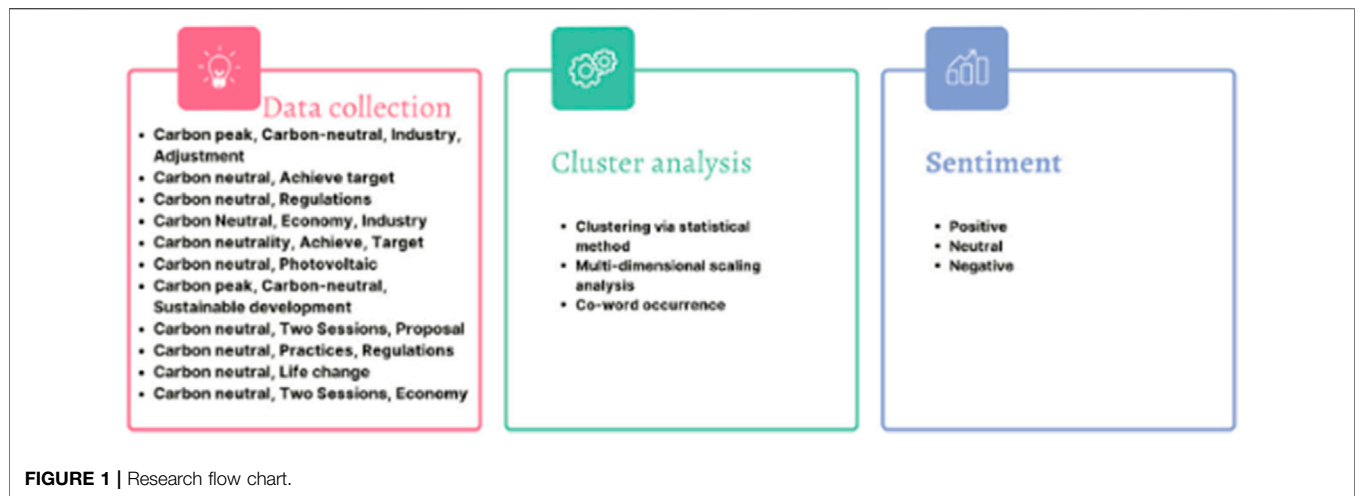 Data collection
• Carbon peak, Carbon-neutral, Industry,
Adjustment
• Carbon neutral, Achieve target
• Carbon neutral, Regulations
• Carbon Neutral, Economy, Industry
• Carbon neutrality, Achieve, Target
• Carbon neutral, Photovoltaic
• Carbon peak, Carbon-neutral,
Sustainable development
• Carbon neutral, Two Sessions, Proposal
• Carbon neutral, Practices, Regulations
• Carbon neutral, Life change
• Carbon neutral, Two Sessions, Economy
Cluster analysis
• Clustering via statistical
method
• Multi-dimensional scaling
analysis
• Co-word occurrence
Sentiment
• Positive
• Neutral
• Negative
FIGURE 1 | Research flow chart.